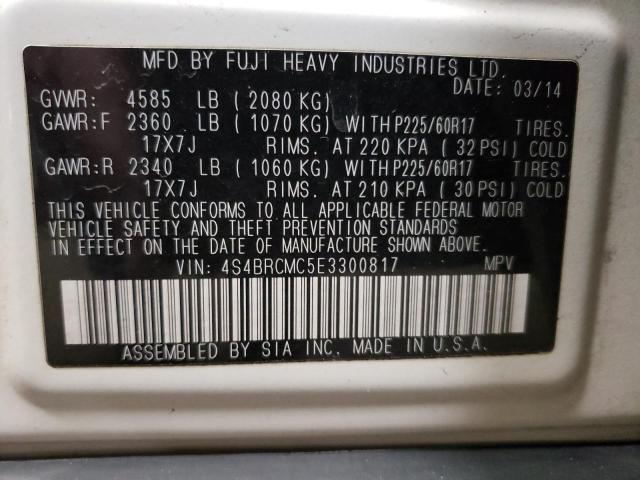 MFD BY FUJI HEAVY INDUSTRIES LTD.
DATE: 03/14
GVWR: 4585 LB ( 2080 KG)
GAWR:F 2360 LB ( 1070 KG) WITH P225/60R17 TIRES.
17X7J RIMS. AT 220 KPA ( 32 PSI) COLD
GAWR:R 2340 LB ( 1060 KG) WITH P225/60R17 TIRES.
17X7J RIMS. AT 210 KPA ( 30 PSI) COLD
THIS VEHICLE CONFORMS TO ALL APPLICABLE FEDERAL MOTOR
VEHICLE SAFETY AND THEFT PREVENTION STANDARDS
IN EFFECT ON THE DATE OF MANUFACTURE SHOWN ABOVE.
VIN: 4S4BRCMC5E3300817 MPV
ASSEMBLED BY SIA INC. MADE IN U.S.A.